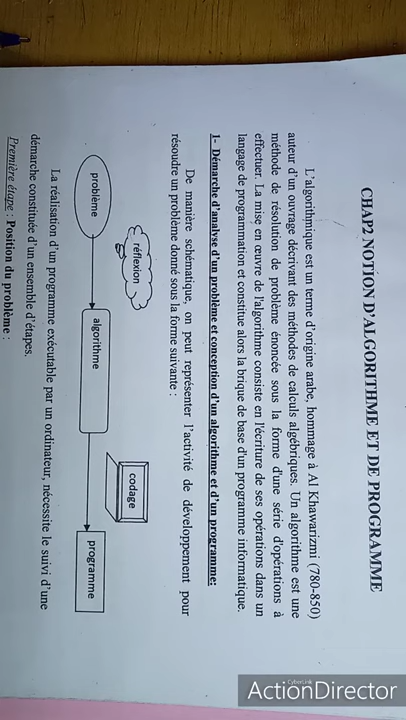 CHAP2 NOTION D'ALGORITHME ET DE PROGRAMME
L'algorithmique est un terme d'origine arabe, hommage à Al Khawarizmi (780-850)
auteur d'un ouvrage décrivant des méthodes de calculs algébriques. Un algorithme est une
méthode de résolution de problème énoncée sous la forme d'une série d'opérations à
effectuer. La mise en œuvre de l'algorithme consiste en l'écriture de ses opérations dans un
langage de programmation et constitue alors la brique de base d'un programme informatique.
1- Démarche d'analyse d'un problème et conception d'un algorithme et d'un programme:
De manière schématique, on peut représenter l'activité de développement pour
résoudre un problème donné sous la forme suivante :
réflexion
codage
problème
algorithme
programme
La réalisation d'un programme exécutable par un ordinateur, nécessite le suivi d'une
démarche constituée d'un ensemble d'étapes.
Première étape : Position du problème :
CyberLink
ActionDirector